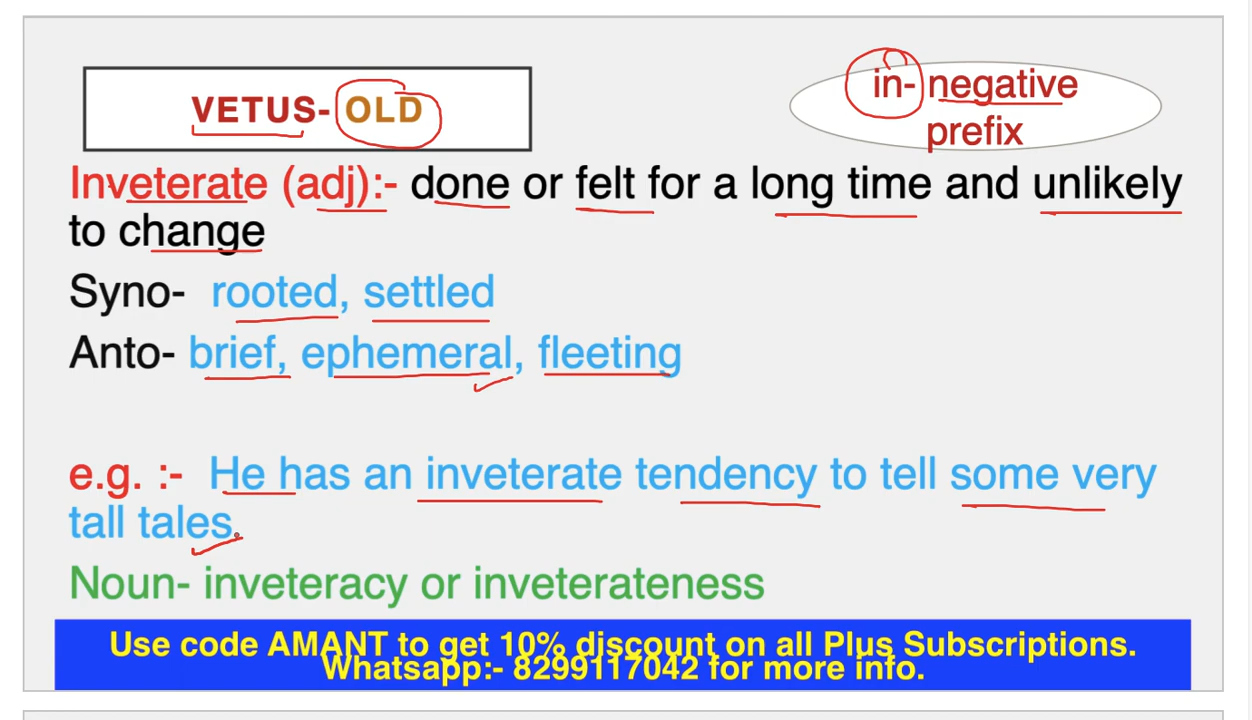 VETUS- OLD
in- negative
prefix
Inveterate (adj):- done or felt for a long time and unlikely
to change
Syno- rooted, settled
Anto- brief, ephemeral, fleeting
e.g. :- He has an inveterate tendency to tell some very
tall tales.
Noun- inveteracy or inveterateness
Use code AMANT to get 10% discount on all Plus Subscriptions.
Whatsapp:- 8299117042 for more info.